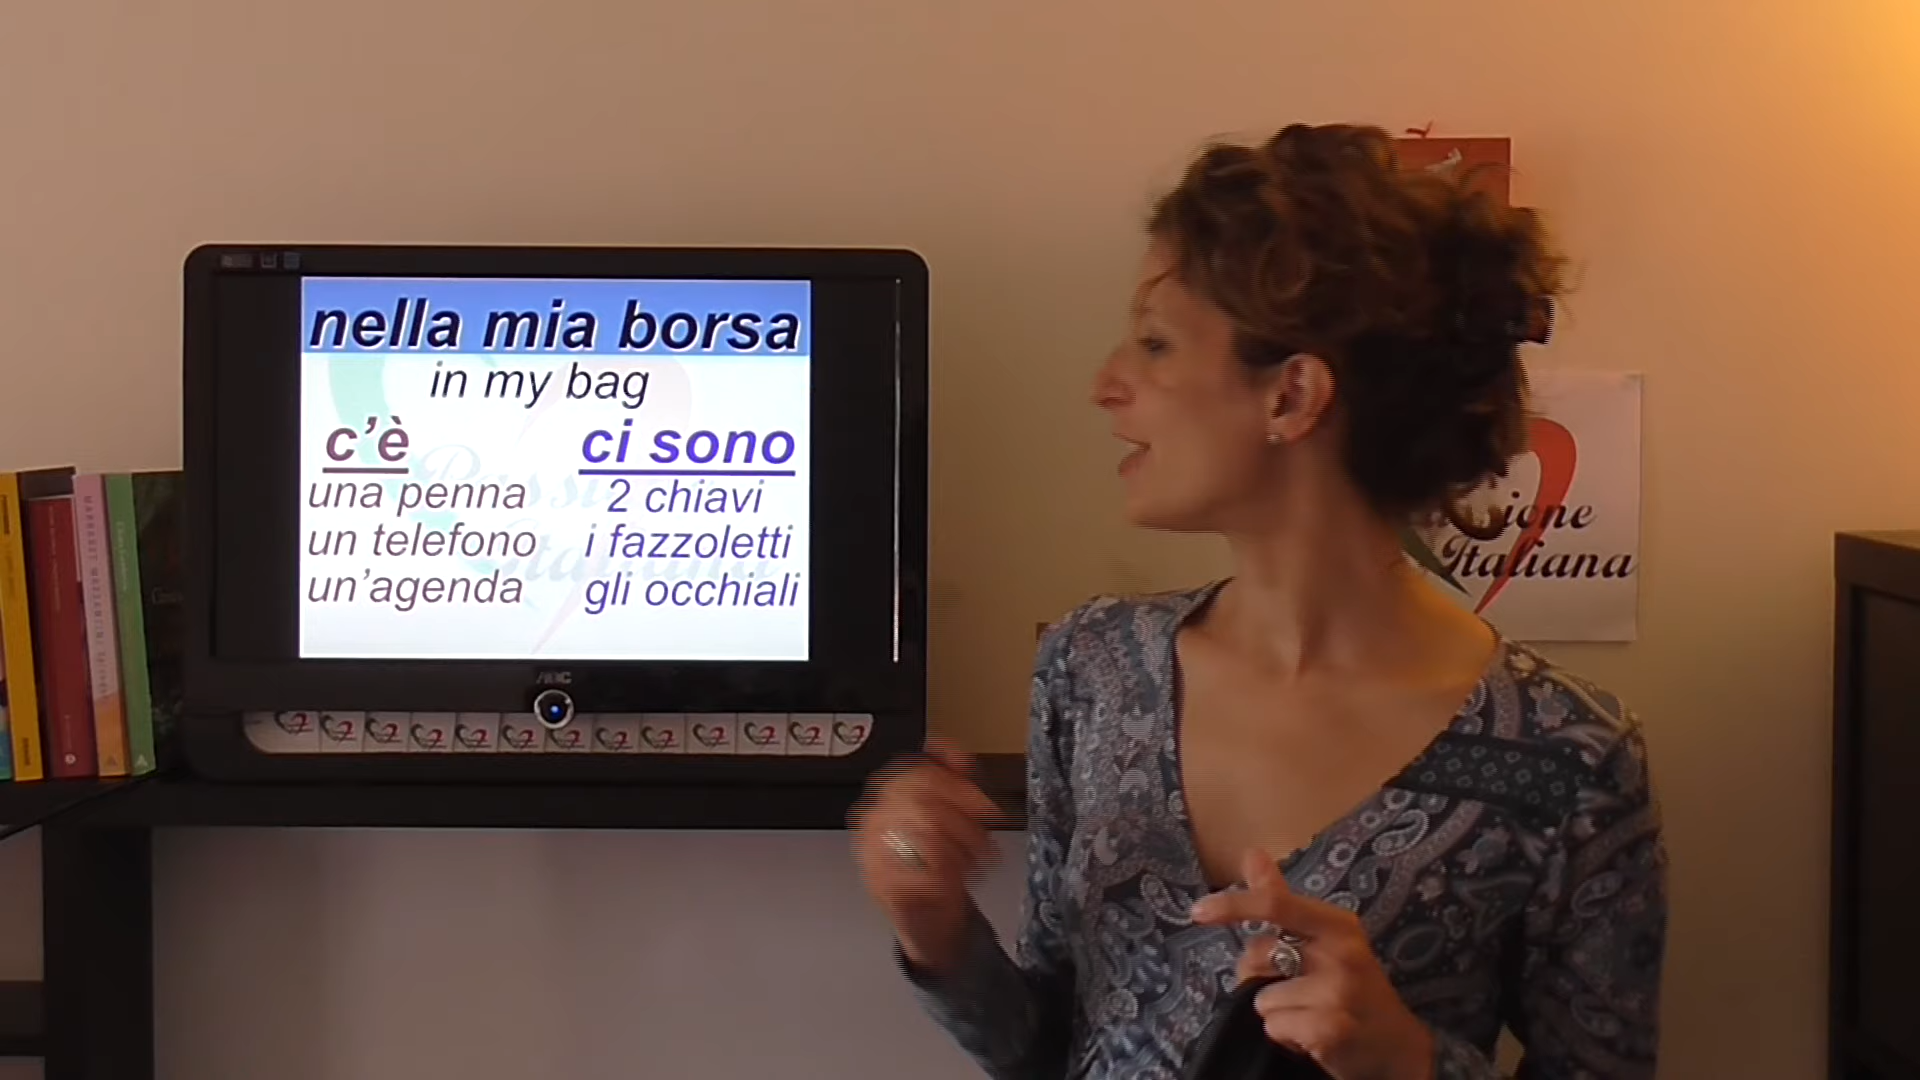 nella mia borsa
in my bag
c'è
ci sono
una penna
2 chiavi
un telefono
i fazzoletti
un'agenda
gli occhiali
AOC
Italiana